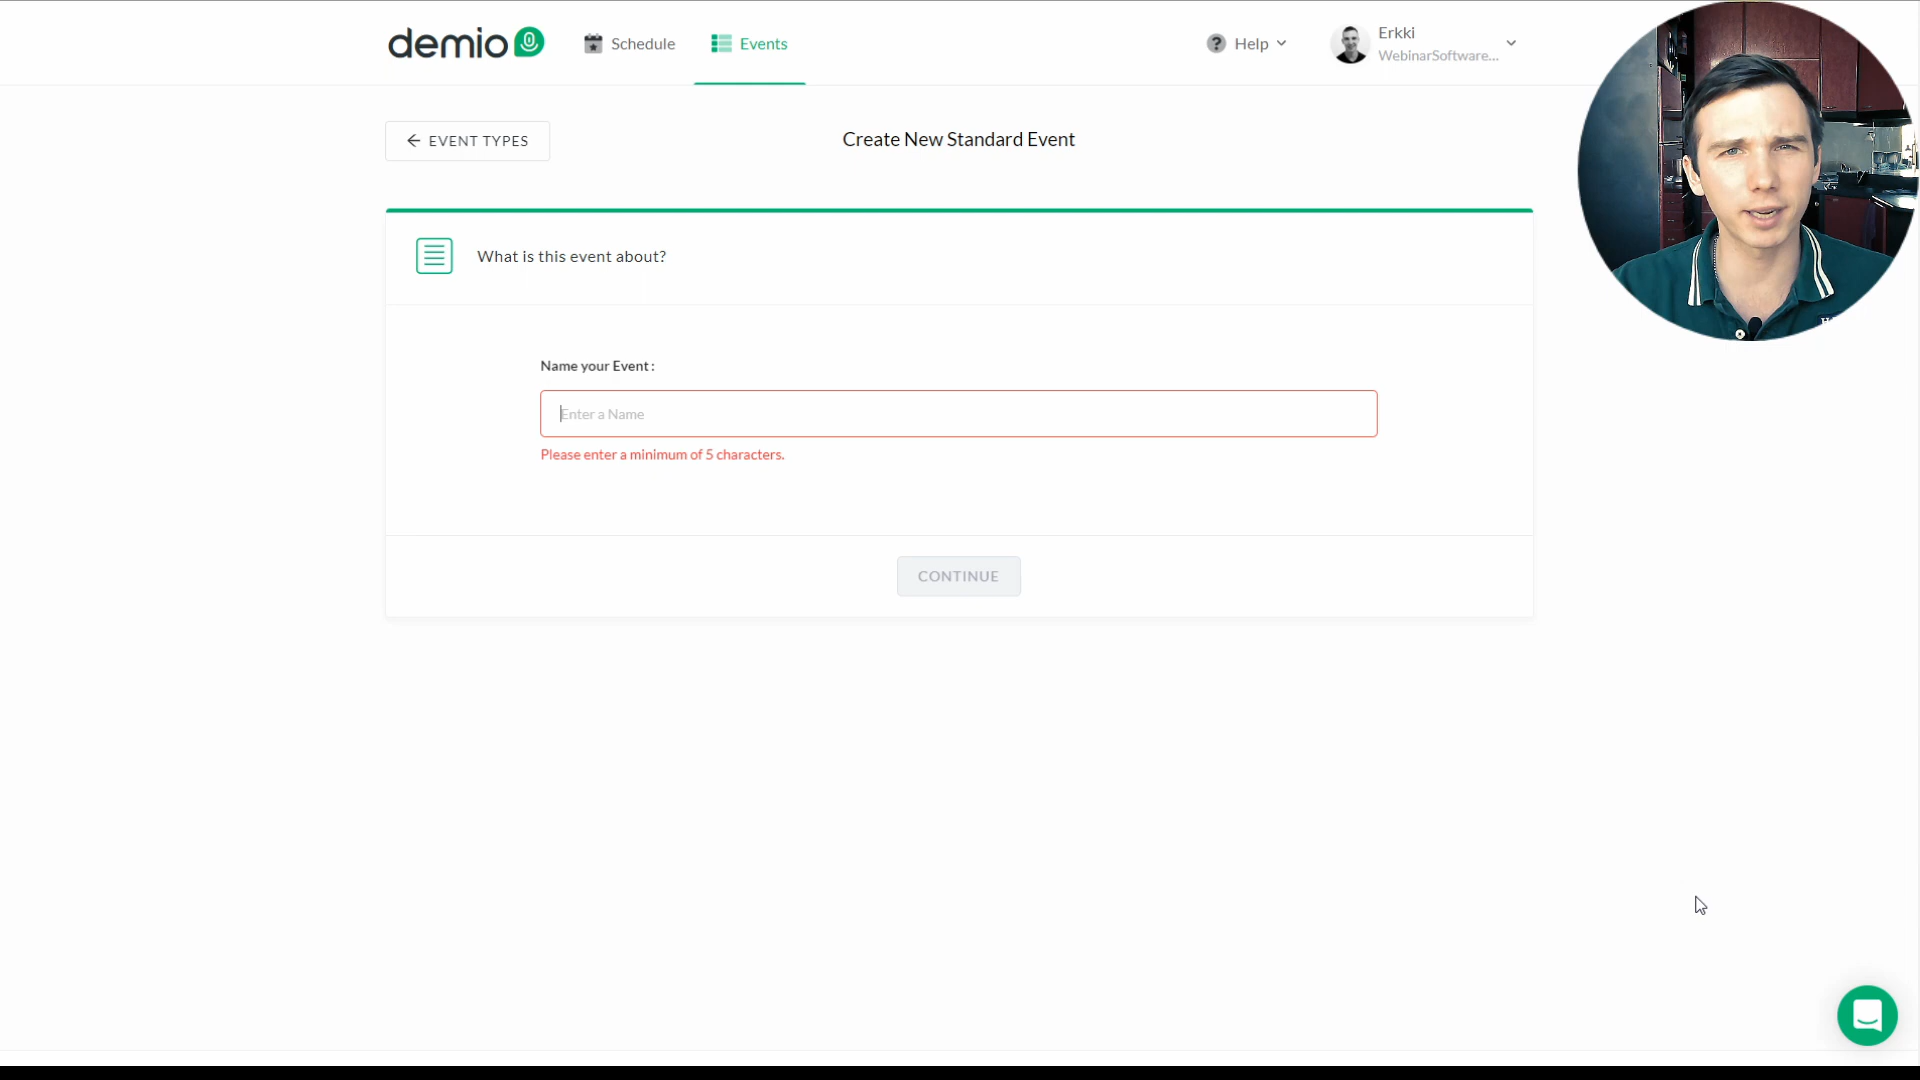 demio
Schedule
Events
Help
Erkki
WebinarSoftware...
EVENT TYPES
Create New Standard Event
What is this event about?
Name your Event :
Enter a Name
Please enter a minimum of 5 characters.
CONTINUE